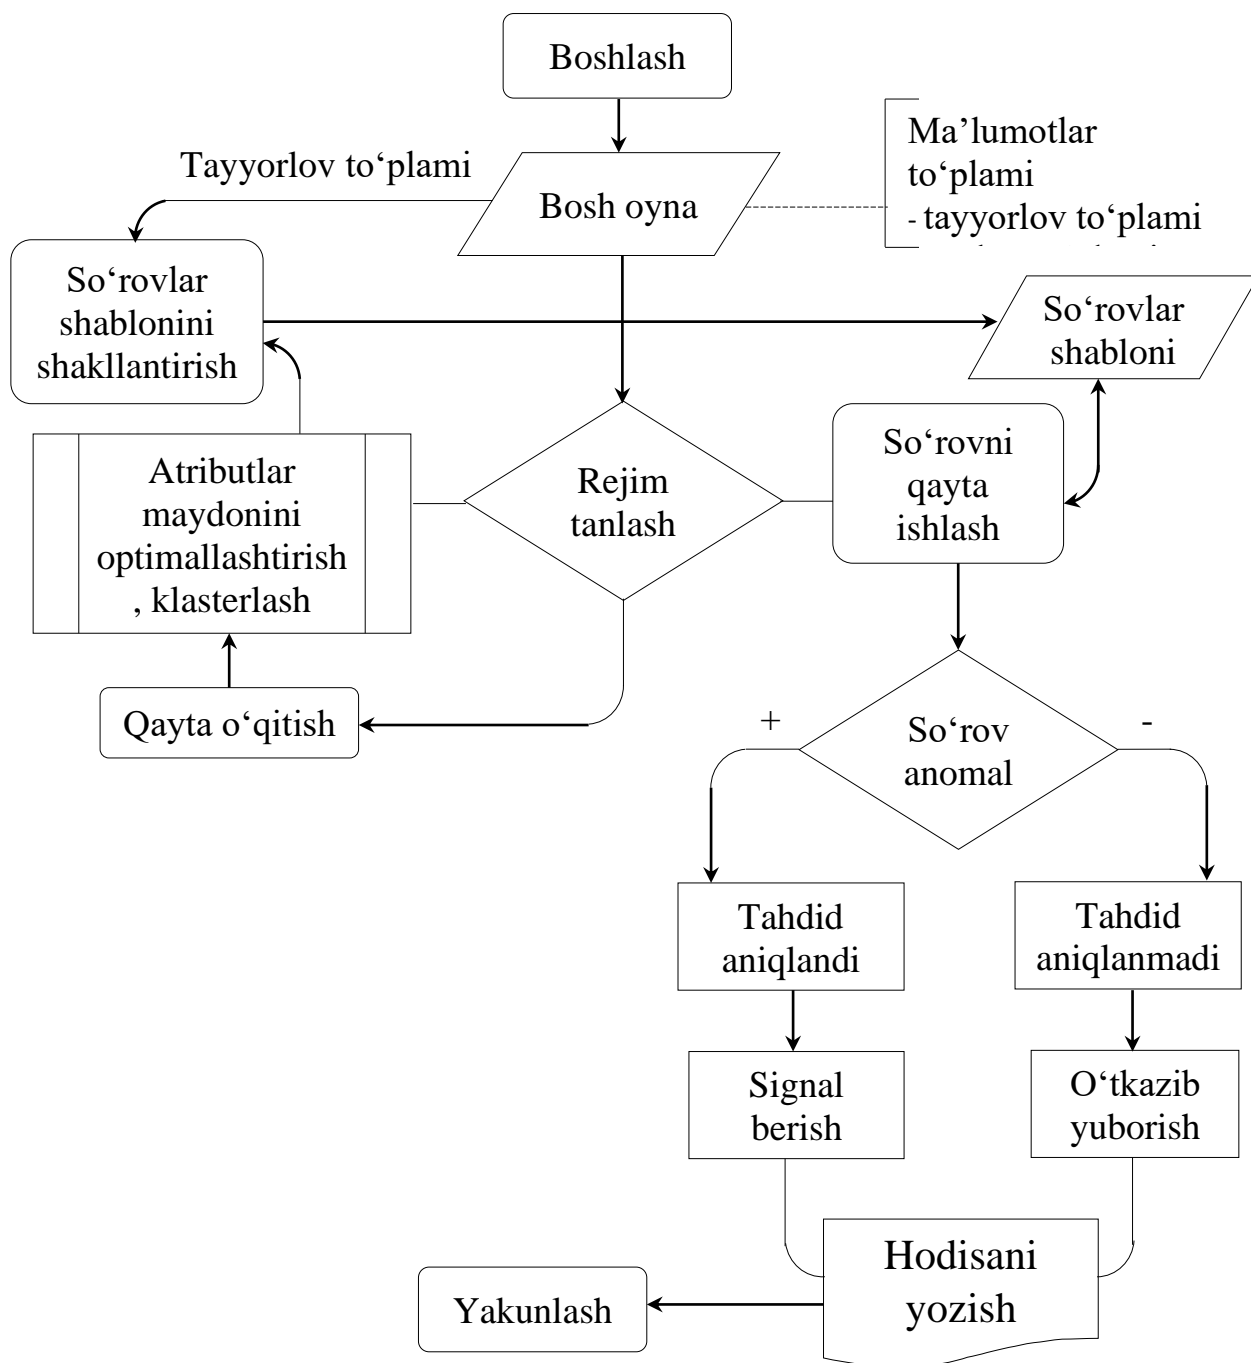 Boshlash
Ma’lumotlar
to‘plami
- tayyorlov to‘plami
Tayyorlov to‘plami
Bosh oyna
So‘rovlar
shablonini
shakllantirish
So‘rovlar
shabloni
Atributlar
maydonini
optimallashtirish
, klasterlash
Rejim
tanlash
So‘rovni
qayta
ishlash
Qayta o‘qitish
+
So‘rov
anomal
-
Tahdid
aniqlandi
Tahdid
aniqlanmadi
Signal
berish
O‘tkazib
yuborish
Hodisani
yozish
Yakunlash